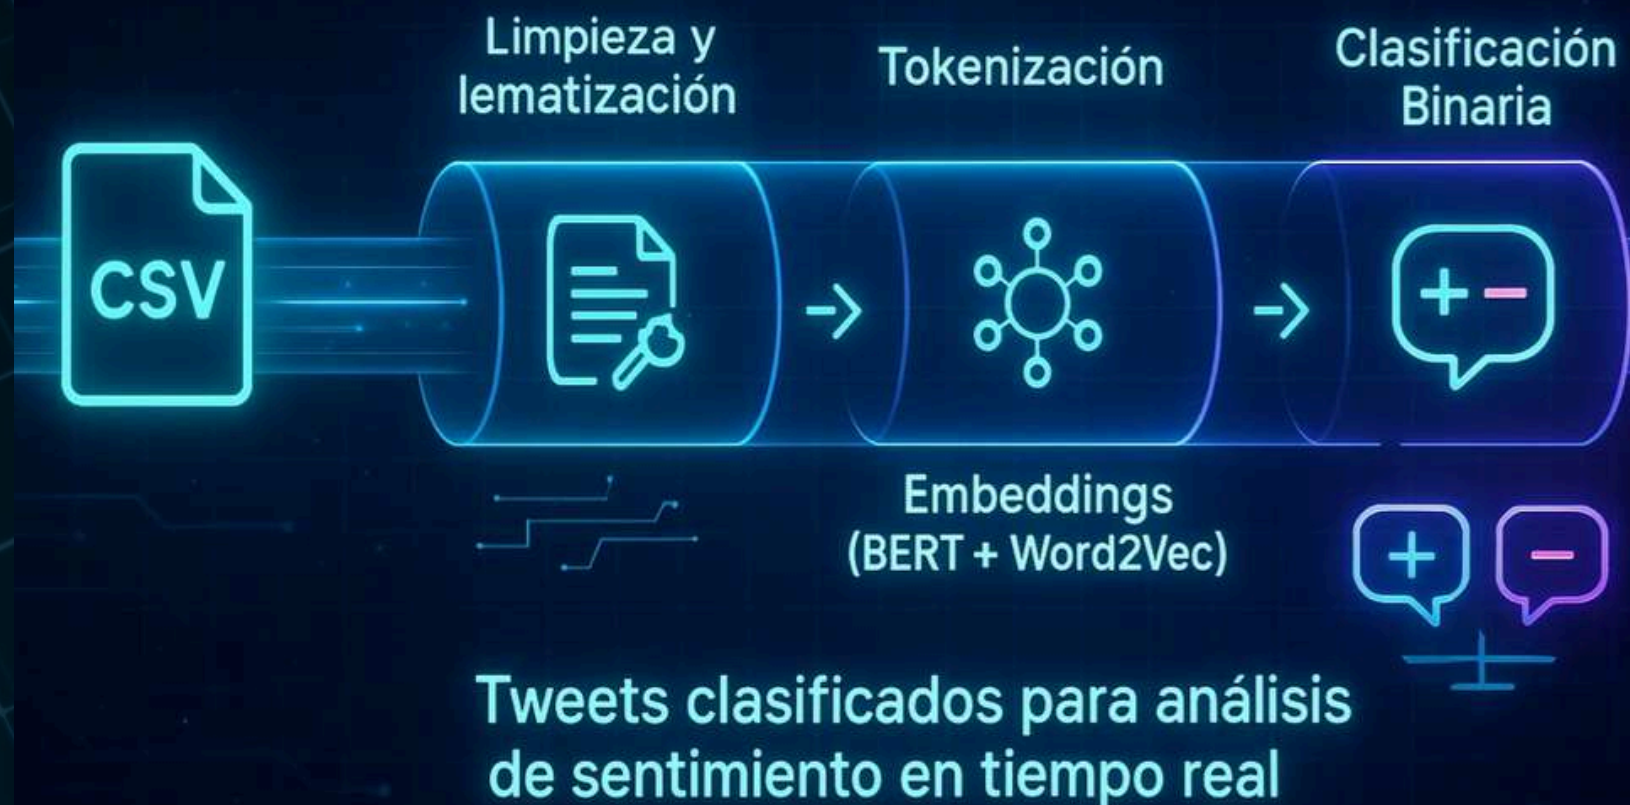 Limpieza y
lematización
Tokenización
Clasificación
Binaria
CSV
Embeddings
(BERT + Word2Vec)
Tweets clasificados para análisis
de sentimiento en tiempo real